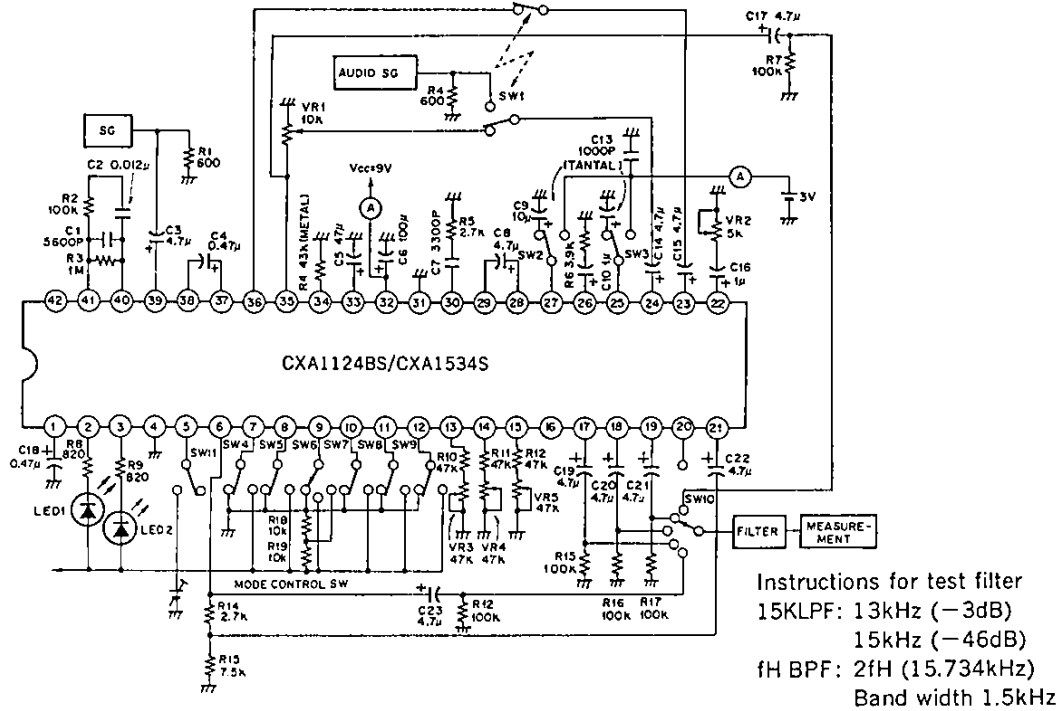 C17 4.7μ
R7
100K
AUDIO SG
R4
600
SW1
VR1
10K
SG
R1
600
C2 0.012μ
R2
100K
C1
5600P
R3
1M
C3
4.7μ
C4
0.47μ
Vcc=9V
A
R4 43K(METAL)
C5 47μ
C6 100μ
R5
2.7K
C7 3300P
C8
4.7μ
C9
10μ
(TANTAL)
C13
1000P
SW2
R6 3.9K
C10 1μ
SW3
C14 4.7μ
C15 4.7μ
A
3V
VR2
5K
C16
1μ
42 41 40 39 38 37 36 35 34 33 32 31 30 29 28 27 26 25 24 23 22
CXA1124BS/CXA1534S
1 2 3 4 5 6 7 8 9 10 11 12 13 14 15 16 17 18 19 20 21
C18
0.47μ
R8
820
R9
820
LED1
LED2
SW11
SW4
SW5
SW6
SW7
SW8
SW9
R10
47K
R11
47K
R12
47K
VR5
47K
VR3
47K
VR4
47K
R18
10K
R19
10K
C19
4.7μ
C20
4.7μ
C21
4.7μ
C22
4.7μ
SW10
FILTER
MEASURE-
MENT
R15
100K
R16
100K
R17
100K
MODE CONTROL SW
R14
2.7K
C23
4.7μ
R12
100K
R15
7.5K
Instructions for test filter
15KLPF: 13kHz (−3dB)
15kHz (−46dB)
fH BPF: 2fH (15.734kHz)
Band width 1.5kHz